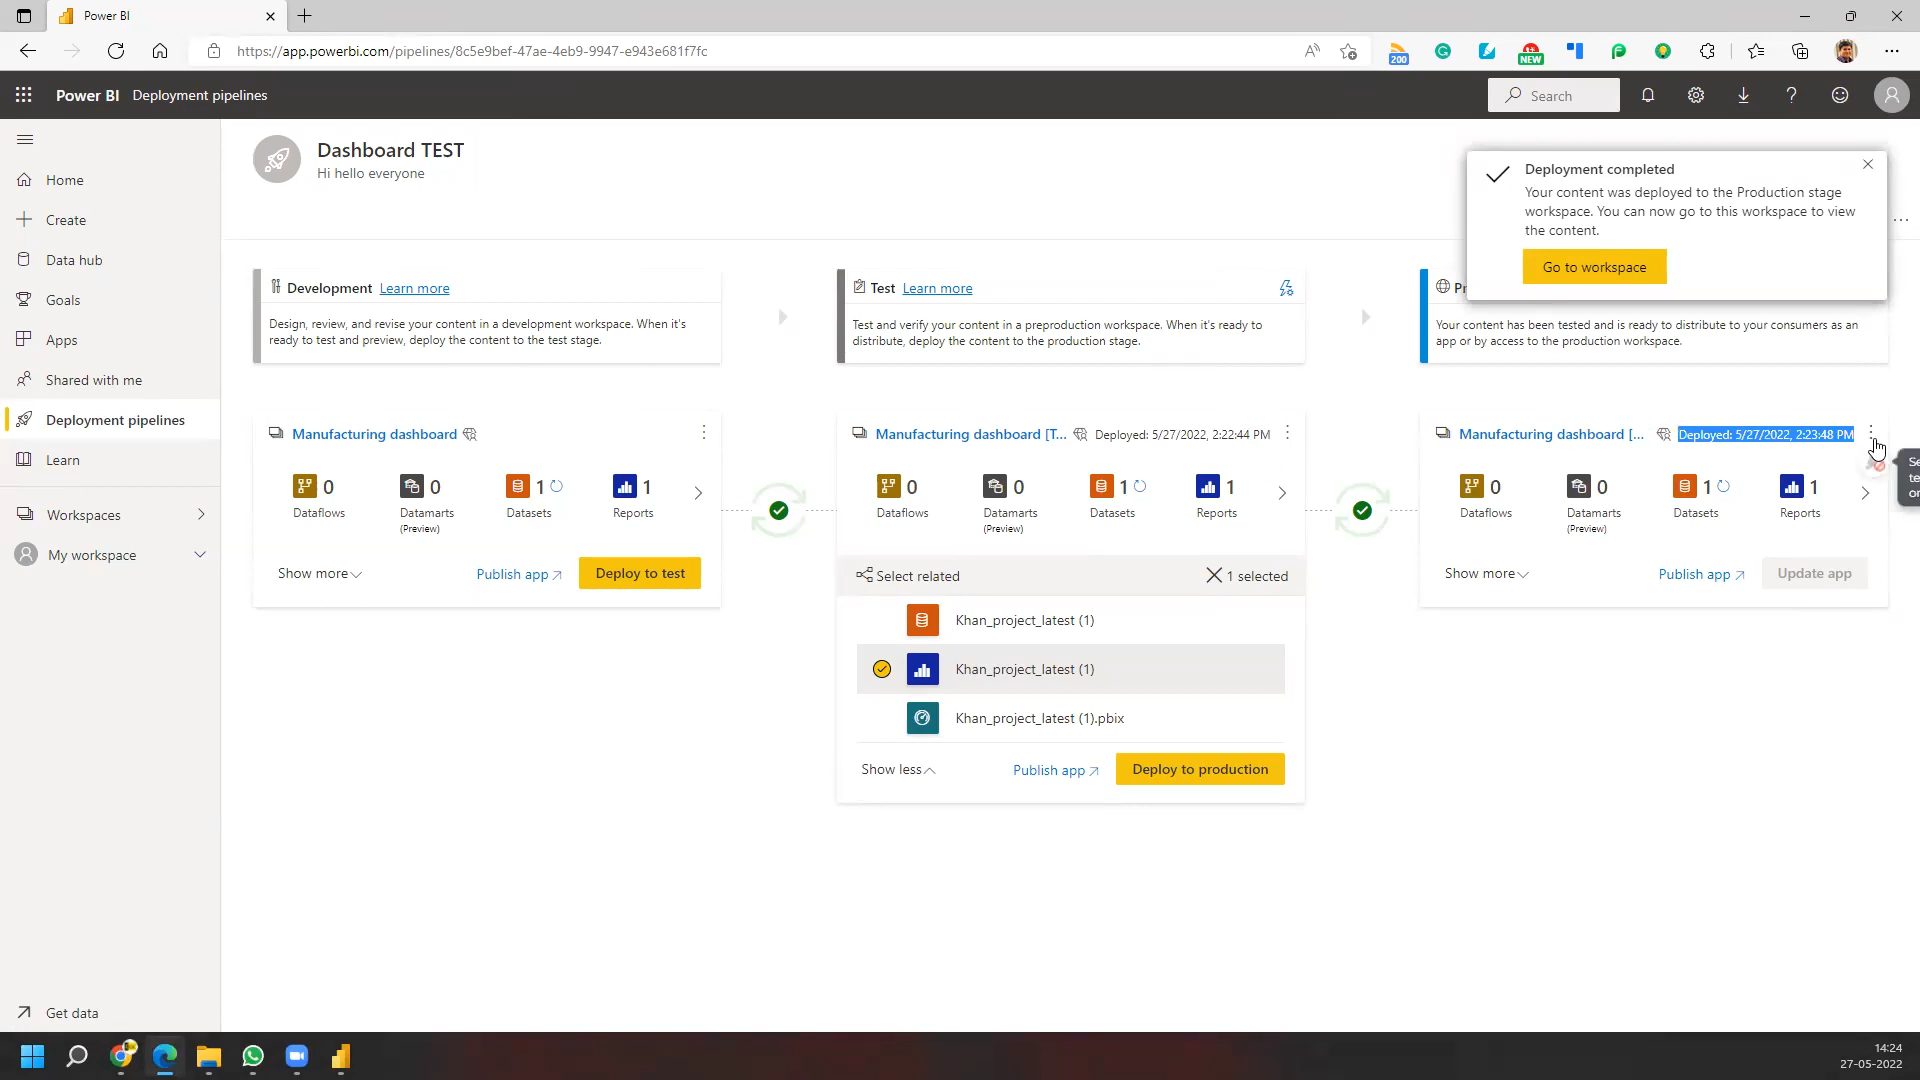 Power BI
https://app.powerbi.com/pipelines/8c5e9bef-47ae-4eb9-9947-e943e681f7fc
200
NEW
Power BI Deployment pipelines
Search
Home
Create
Data hub
Goals
Apps
Shared with me
Deployment pipelines
Learn
Workspaces
My workspace
Get data
Dashboard TEST
Hi hello everyone
Deployment completed
Your content was deployed to the Production stage
workspace. You can now go to this workspace to view
the content.
Go to workspace
Development Learn more
Design, review, and revise your content in a development workspace. When it's
ready to test and preview, deploy the content to the test stage.
Test Learn more
Test and verify your content in a preproduction workspace. When it's ready to
distribute, deploy the content to the production stage.
Your content has been tested and is ready to distribute to your consumers as an
app or by access to the production workspace.
Manufacturing dashboard
0 0 1 1
Dataflows Datamarts Datasets Reports
(Preview)
Show more Publish app Deploy to test
Manufacturing dashboard [T... Deployed: 5/27/2022, 2:22:44 PM
0 0 1 1
Dataflows Datamarts Datasets Reports
(Preview)
Select related 1 selected
Khan_project_latest (1)
Khan_project_latest (1)
Khan_project_latest (1).pbix
Show less Publish app Deploy to production
Manufacturing dashboard [... Deployed: 5/27/2022, 2:23:48 PM
0 0 1 1
Dataflows Datamarts Datasets Reports
(Preview)
Show more Publish app Update app
14:24
27-05-2022